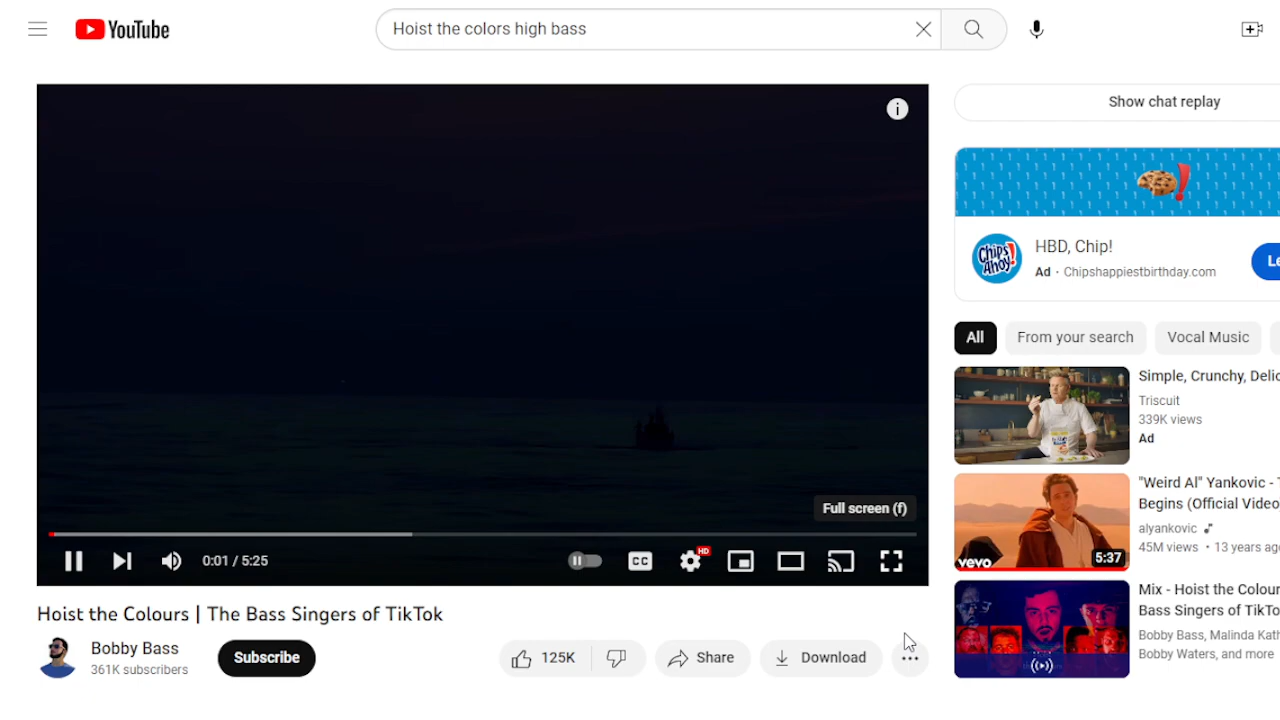 YouTube
Hoist the colors high bass
Show chat replay
Full screen (f)
0:01 / 5:25
CC
HD
Hoist the Colours | The Bass Singers of TikTok
Bobby Bass
361K subscribers
Subscribe
125K
Share
Download
CHIPS AHOY!
HBD, Chip!
Ad · Chipshappiestbirthday.com
Le
All
From your search
Vocal Music
Simple, Crunchy, Delic
Triscuit
339K views
Ad
"Weird Al" Yankovic - T
Begins (Official Video
alyankovic
45M views • 13 years ag
vevo
5:37
Mix - Hoist the Colour
Bass Singers of TikTo
Bobby Bass, Malinda Kath
Bobby Waters, and more